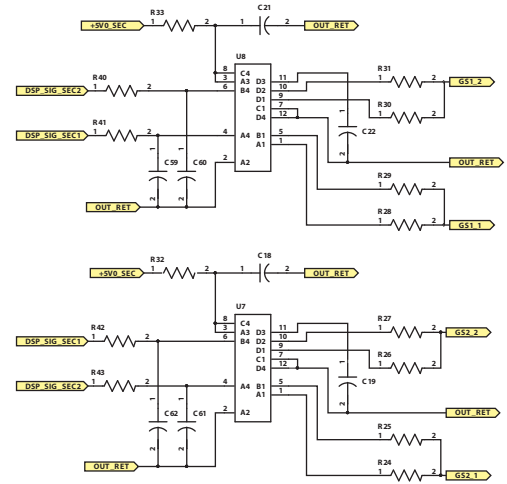 C21
R33
+5V0_SEC 1 2 1 2 OUT_RET
U8
8 C4 D3 11
3 A3 D2 10
6 B4 D1 9
C1 7
D4 12
4 A4 B1 5
A1 1
2 A2
R40
DSP_SIG_SEC2 1 2
R41
DSP_SIG_SEC1 1 2
1 1
C59 C60
2 2
OUT_RET
R31
1 2 GS1_2
R30
1 2
1
C22
2
OUT_RET
R29
1 2
R28
1 2 GS1_1
C18
R32
+5V0_SEC 1 2 1 2 OUT_RET
U7
8 C4 D3 11
3 A3 D2 10
6 B4 D1 9
C1 7
D4 12
4 A4 B1 5
A1 1
2 A2
R42
DSP_SIG_SEC1 1 2
R43
DSP_SIG_SEC2 1 2
1 1
C62 C61
2 2
OUT_RET
R27
1 2 GS2_2
R26
1 2
1
C19
2
OUT_RET
R25
1 2
R24
1 2 GS2_1